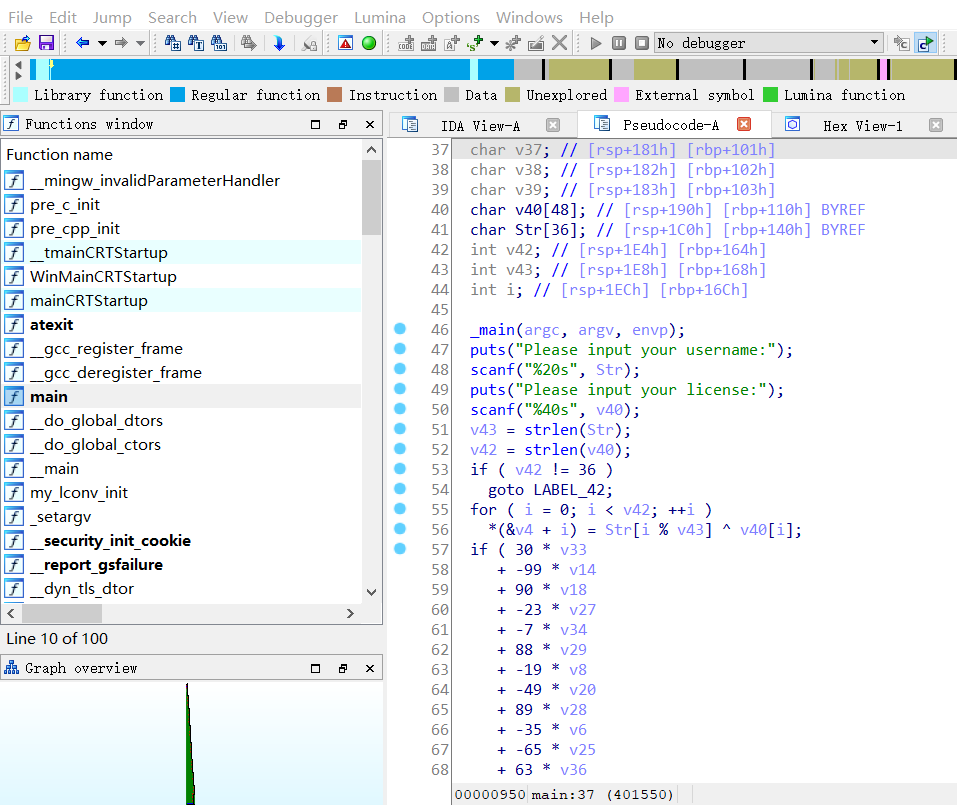 File Edit Jump Search View Debugger Lumina Options Windows Help
No debugger
Library function Regular function Instruction Data Unexplored External symbol Lumina function
Functions window
Function name
__mingw_invalidParameterHandler
pre_c_init
pre_cpp_init
__tmainCRTStartup
WinMainCRTStartup
mainCRTStartup
atexit
__gcc_register_frame
__gcc_deregister_frame
main
__do_global_dtors
__do_global_ctors
__main
my_lconv_init
_setargv
__security_init_cookie
__report_gsfailure
__dyn_tls_dtor
Line 10 of 100
Graph overview
IDA View-A Pseudocode-A Hex View-1
37 char v37; // [rsp+181h] [rbp+101h]
38 char v38; // [rsp+182h] [rbp+102h]
39 char v39; // [rsp+183h] [rbp+103h]
40 char v40[48]; // [rsp+190h] [rbp+110h] BYREF
41 char Str[36]; // [rsp+1C0h] [rbp+140h] BYREF
42 int v42; // [rsp+1E4h] [rbp+164h]
43 int v43; // [rsp+1E8h] [rbp+168h]
44 int i; // [rsp+1ECh] [rbp+16Ch]
45
46 _main(argc, argv, envp);
47 puts("Please input your username:");
48 scanf("%20s", Str);
49 puts("Please input your license:");
50 scanf("%40s", v40);
51 v43 = strlen(Str);
52 v42 = strlen(v40);
53 if ( v42 != 36 )
54 goto LABEL_42;
55 for ( i = 0; i < v42; ++i )
56 *(&v4 + i) = Str[i % v43] ^ v40[i];
57 if ( 30 * v33
58 + -99 * v14
59 + 90 * v18
60 + -23 * v27
61 + -7 * v34
62 + 88 * v29
63 + -19 * v8
64 + -49 * v20
65 + 89 * v28
66 + -35 * v6
67 + -65 * v25
68 + 63 * v36
00000950 main:37 (401550)